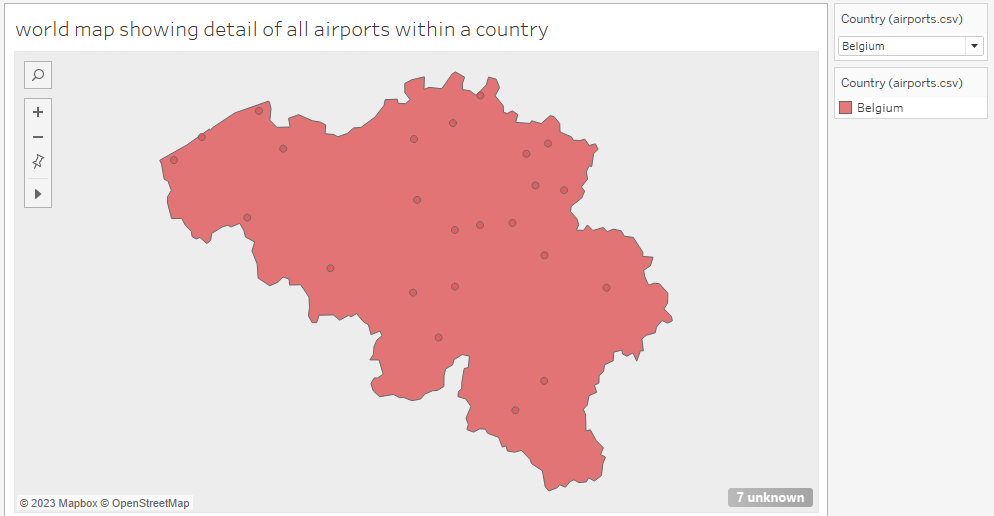 world map showing detail of all airports within a country
Country (airports.csv)
Belgium
Country (airports.csv)
Belgium
© 2023 Mapbox © OpenStreetMap
7 unknown